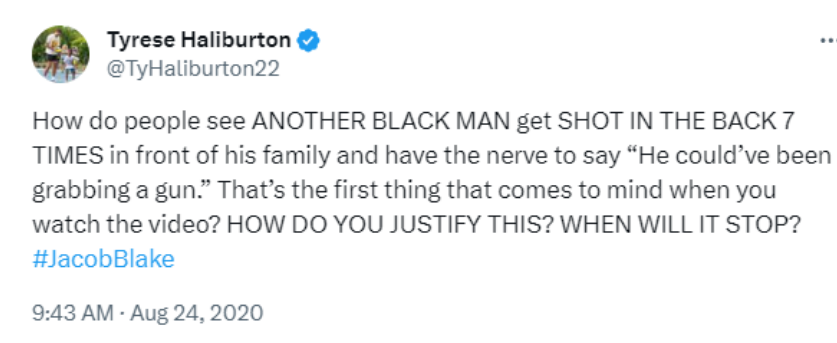 Tyrese Haliburton
@TyHaliburton22
How do people see ANOTHER BLACK MAN get SHOT IN THE BACK 7
TIMES in front of his family and have the nerve to say “He could’ve been
grabbing a gun.” That’s the first thing that comes to mind when you
watch the video? HOW DO YOU JUSTIFY THIS? WHEN WILL IT STOP?
#JacobBlake
9:43 AM · Aug 24, 2020